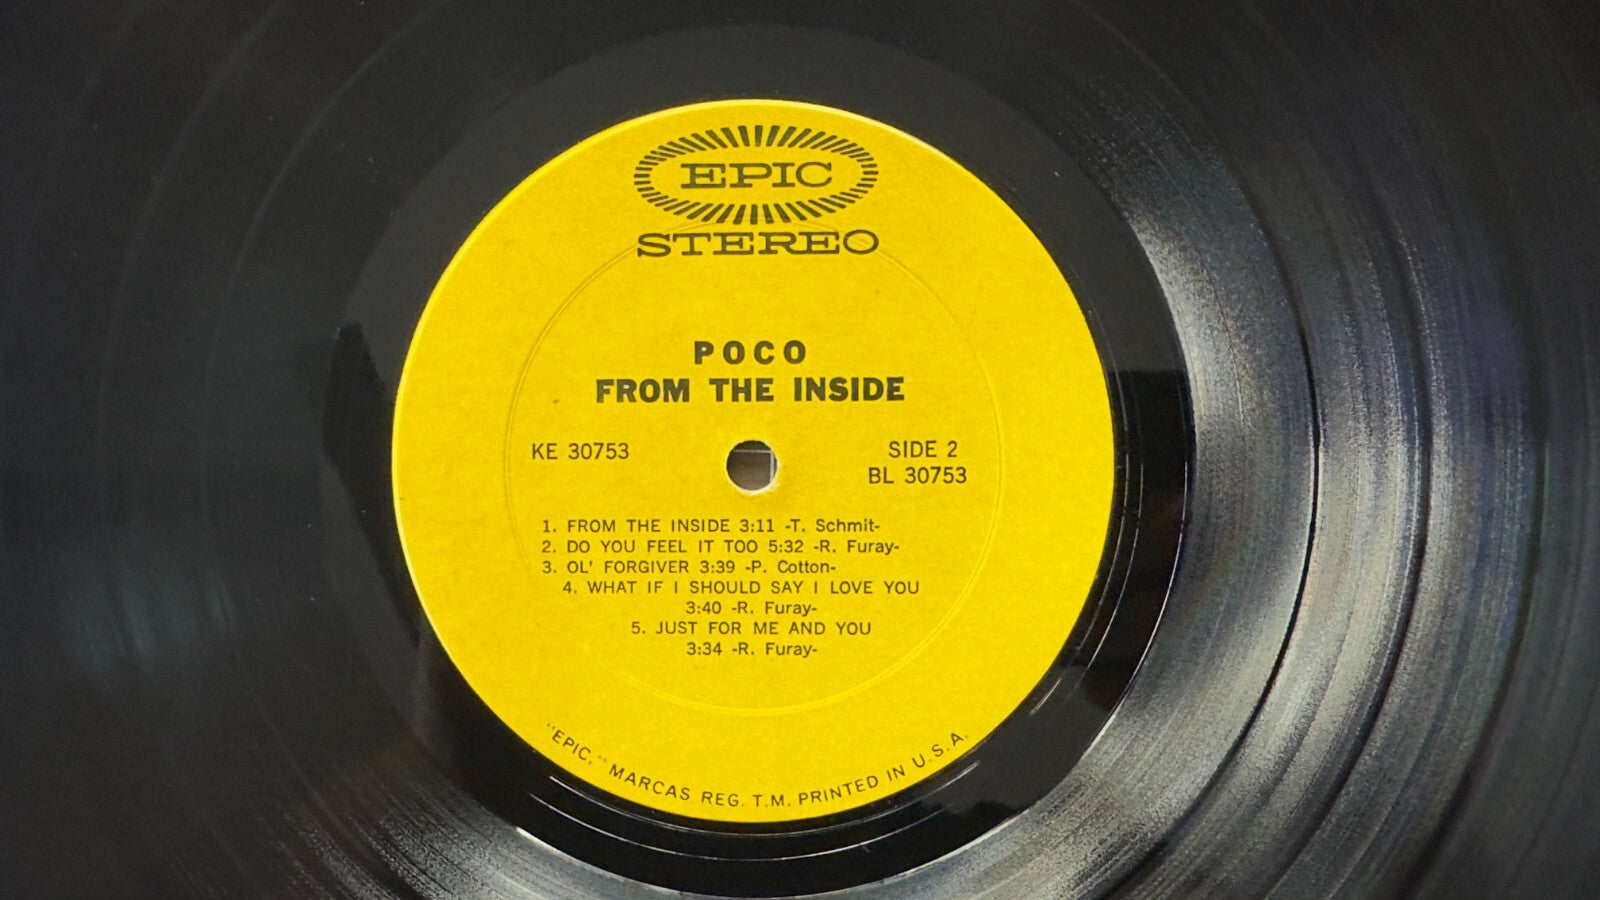 EPIC
STEREO
POCO
FROM THE INSIDE
KE 30753
SIDE 2
BL 30753
1. FROM THE INSIDE 3:11 -T. Schmit-
2. DO YOU FEEL IT TOO 5:32 -R. Furay-
3. OL' FORGIVER 3:39 -P. Cotton-
4. WHAT IF I SHOULD SAY I LOVE YOU
3:40 -R. Furay-
5. JUST FOR ME AND YOU
3:34 -R. Furay-
"EPIC," MARCAS REG. T.M. PRINTED IN U.S.A.